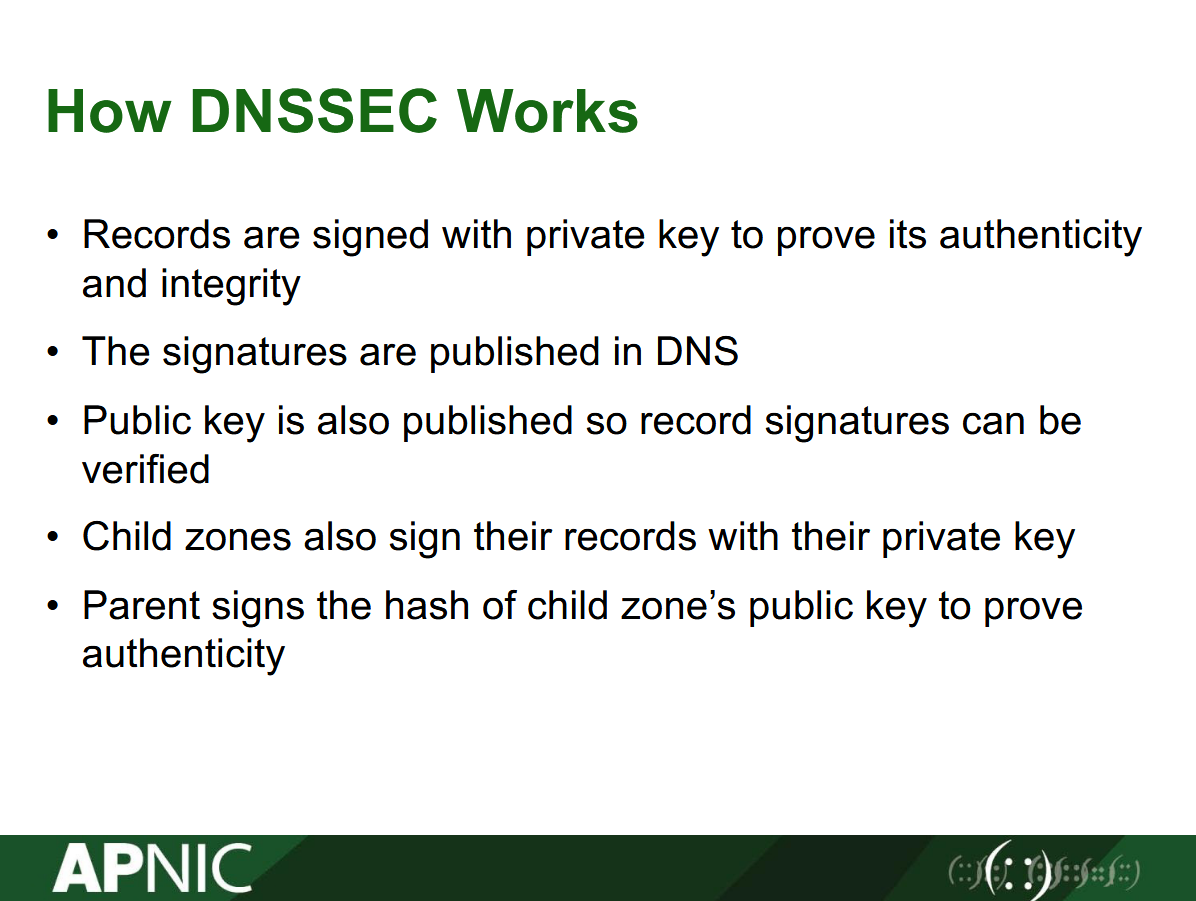 How DNSSEC Works
• Records are signed with private key to prove its authenticity
and integrity
• The signatures are published in DNS
• Public key is also published so record signatures can be
verified
• Child zones also sign their records with their private key
• Parent signs the hash of child zone’s public key to prove
authenticity
APNIC